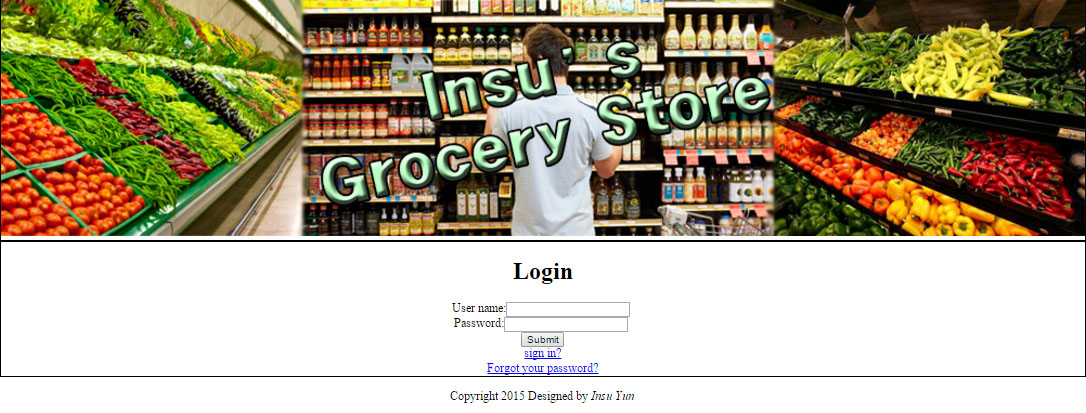 Insu's
Grocery Store
Login
User name:
Password:
Submit
sign in?
Forgot your password?
Copyright 2015 Designed by Insu Yun